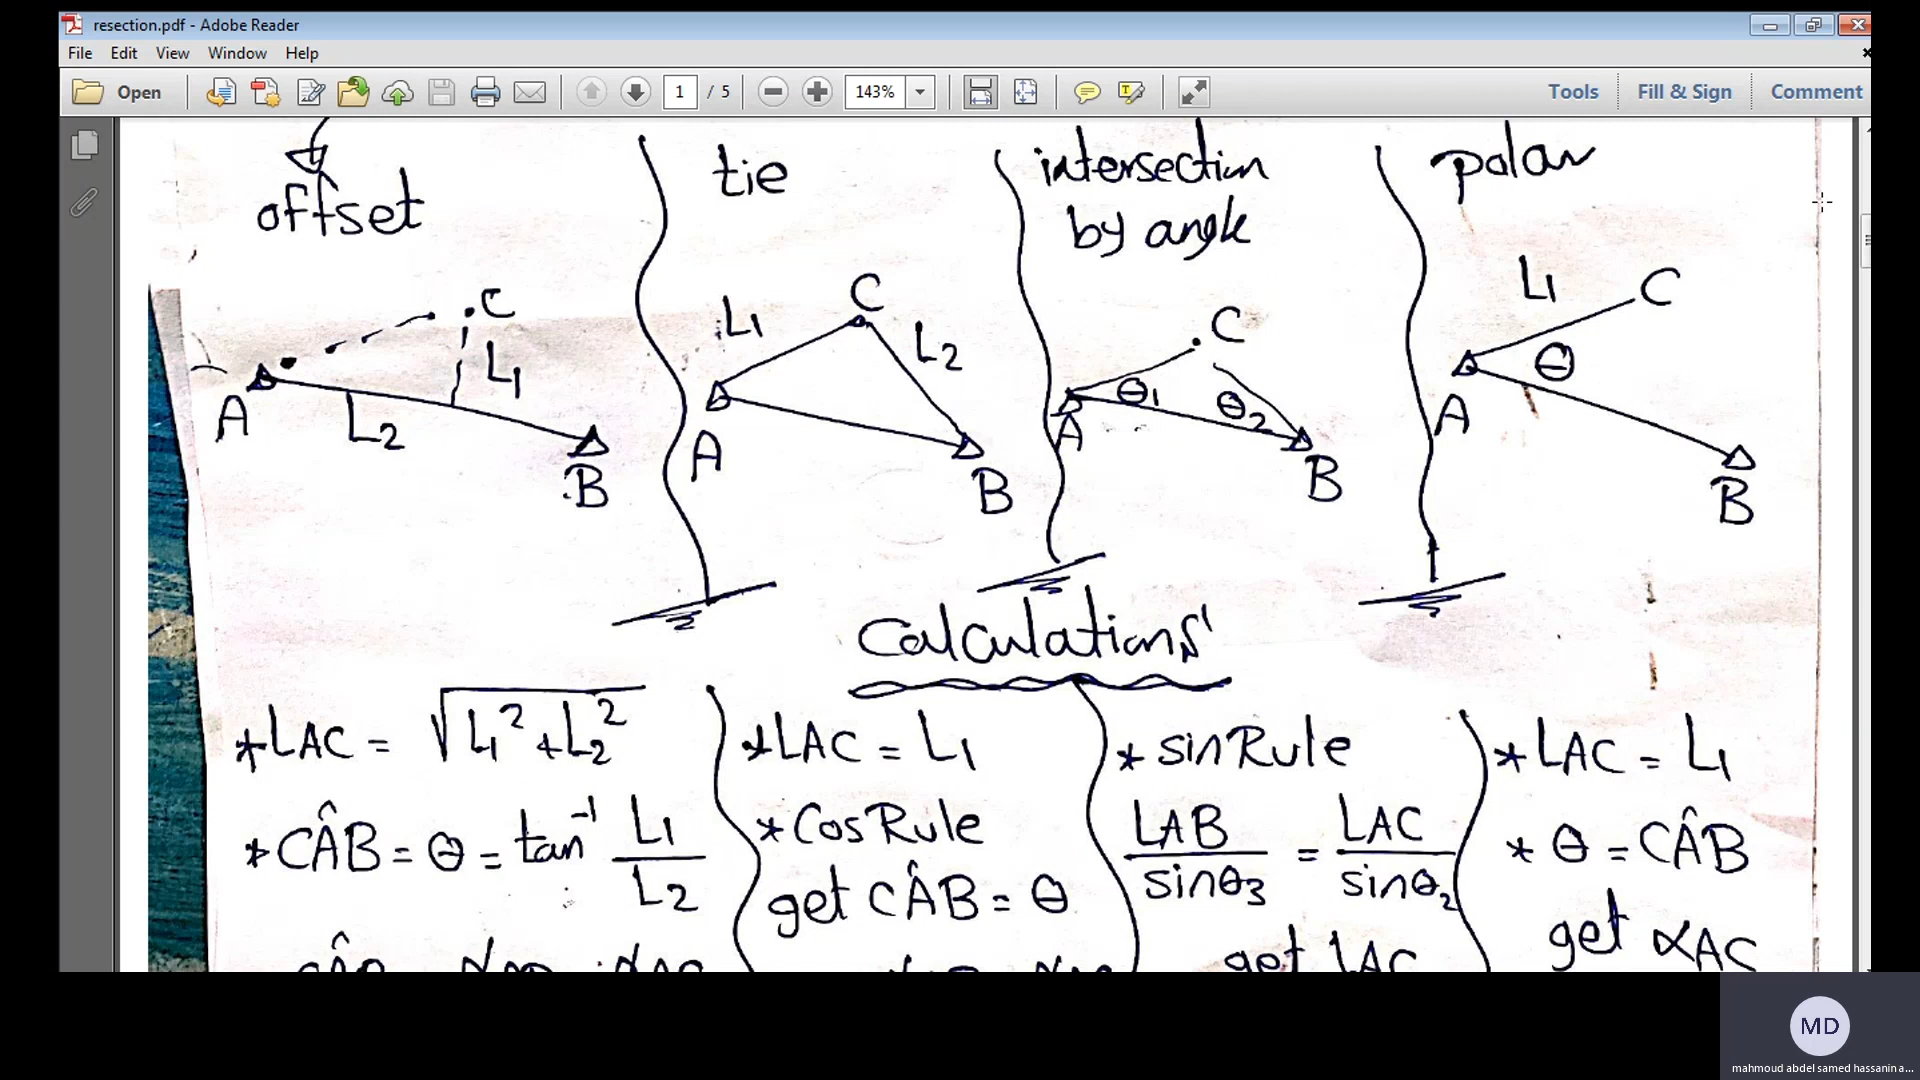 resection.pdf - Adobe Reader
File Edit View Window Help
Open 1 / 5 143% Tools Fill & Sign Comment
offset
C
L1
A
L2
B
tie
L1
C
L2
A
B
intersection
by angle
C
θ1
θ2
A
B
polar
L1
C
θ
A
B
Calculations
*LAC = √L1² + L2²
*CÂB = θ = tan⁻¹ L1/L2
*LAC = L1
*Cos Rule
get CÂB = θ
* sin Rule
LAB/sinθ3 = LAC/sinθ2
get LAC
* LAC = L1
* θ = CÂB
get αAC
MD
mahmoud abdel samed hassanin a...